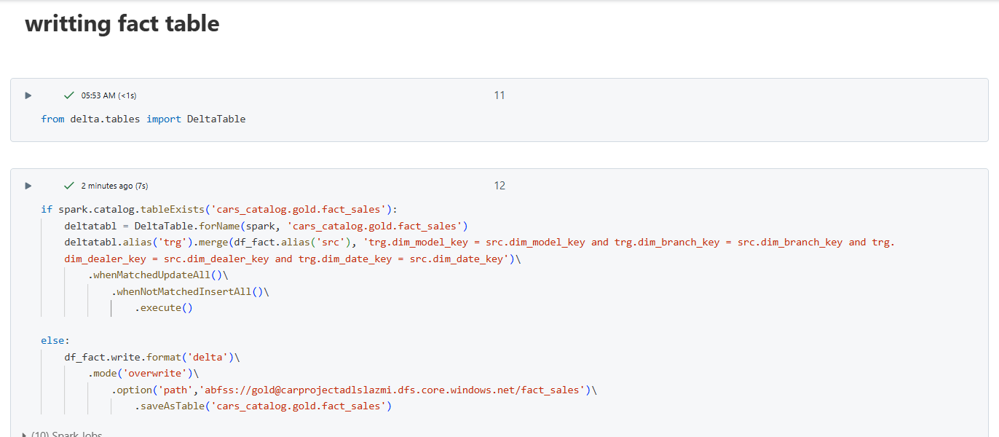 writting fact table
05:53 AM (<1s)
11
from delta.tables import DeltaTable
2 minutes ago (7s)
12
if spark.catalog.tableExists('cars_catalog.gold.fact_sales'):
deltatabl = DeltaTable.forName(spark, 'cars_catalog.gold.fact_sales')
deltatabl.alias('trg').merge(df_fact.alias('src'), 'trg.dim_model_key = src.dim_model_key and trg.dim_branch_key = src.dim_branch_key and trg.
dim_dealer_key = src.dim_dealer_key and trg.dim_date_key = src.dim_date_key')\
.whenMatchedUpdateAll()\
.whenNotMatchedInsertAll()\
.execute()
else:
df_fact.write.format('delta')\
.mode('overwrite')\
.option('path','abfss://gold@carprojectadlslazmi.dfs.core.windows.net/fact_sales')\
.saveAsTable('cars_catalog.gold.fact_sales')
(10) Spark Jobs